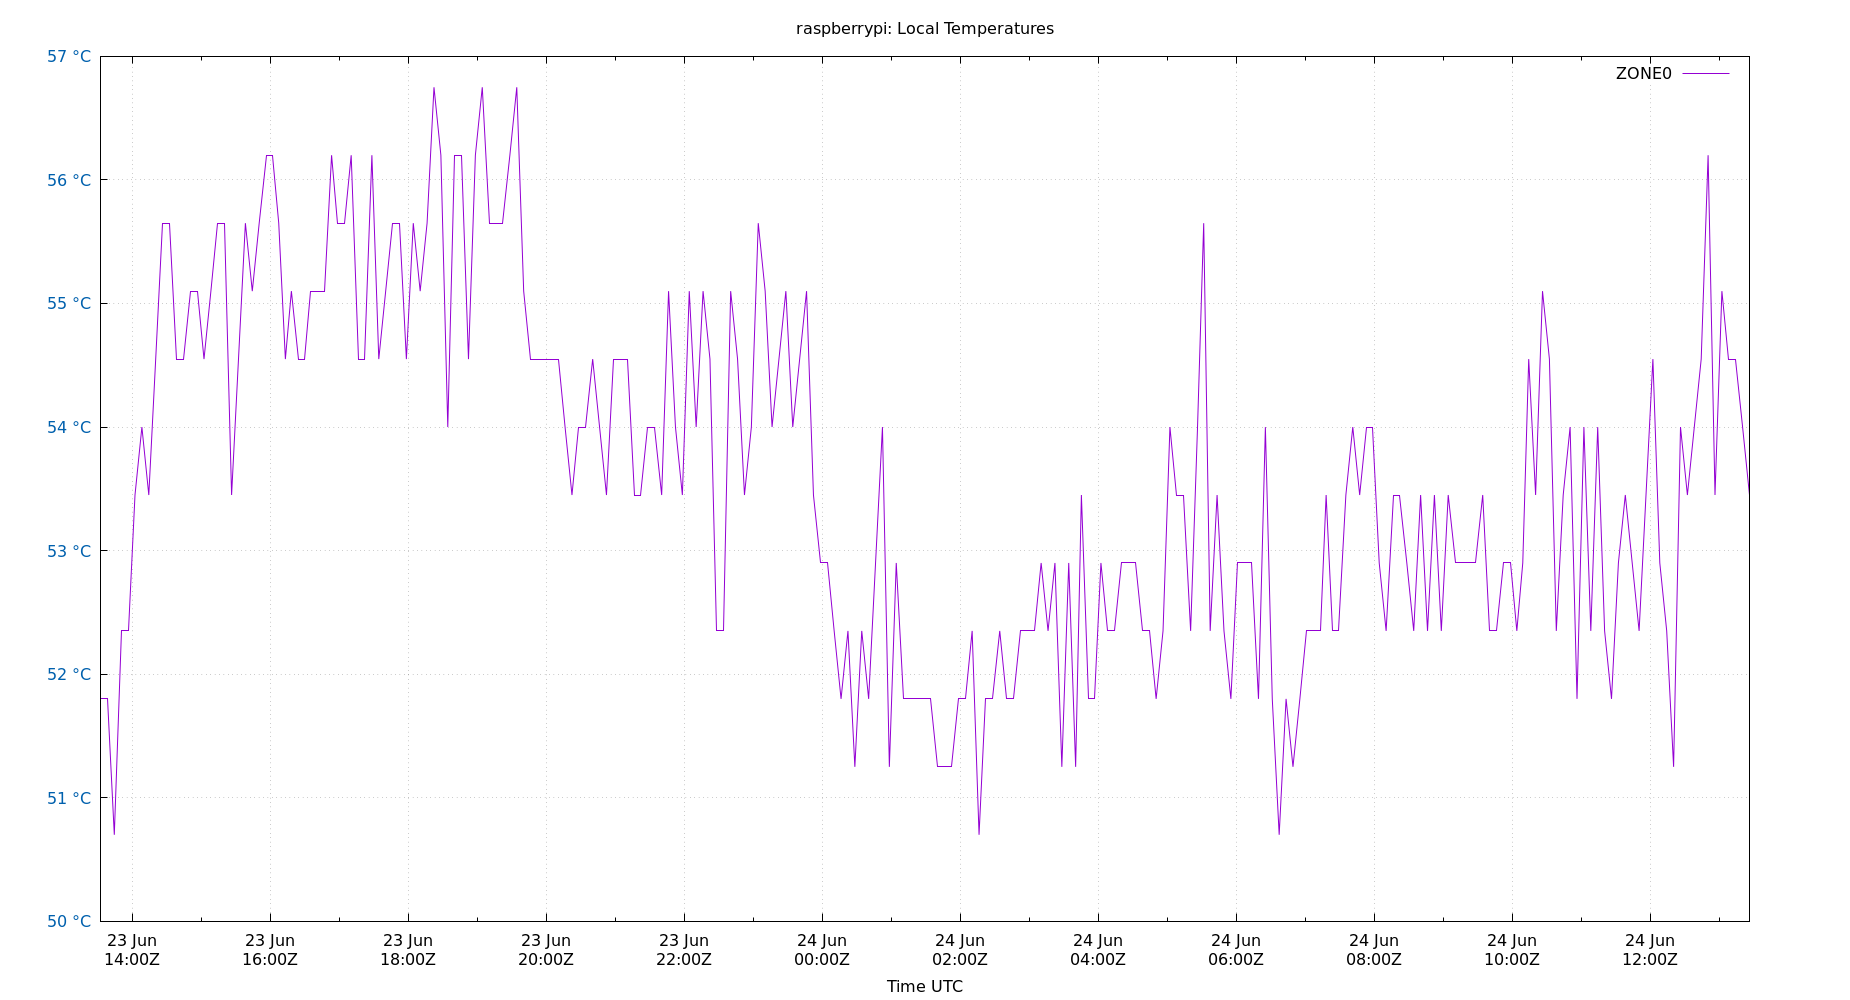 raspberrypi: Local Temperatures
57 °C
ZONE0
56 °C
55 °C
54 °C
53 °C
52 °C
51 °C
50 °C
23 Jun 23 Jun 23 Jun 23 Jun 23 Jun 24 Jun 24 Jun 24 Jun 24 Jun 24 Jun 24 Jun 24 Jun
14:00Z 16:00Z 18:00Z 20:00Z 22:00Z 00:00Z 02:00Z 04:00Z 06:00Z 08:00Z 10:00Z 12:00Z
Time UTC